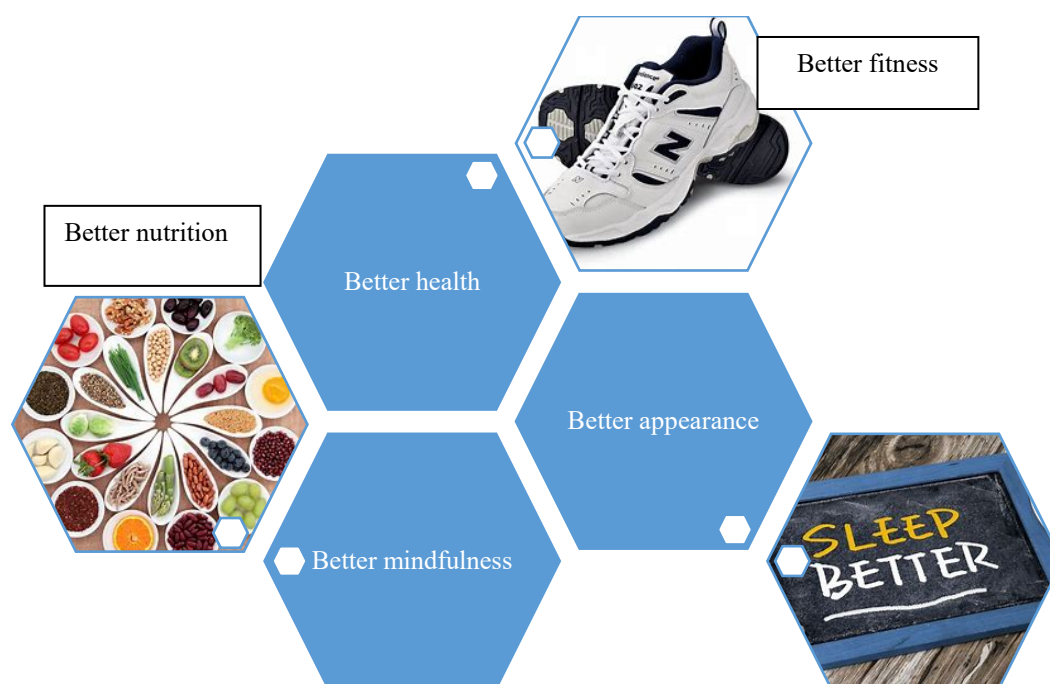 Better fitness
N
Better nutrition
Better health
Better appearance
SLEEP
BETTER
Better mindfulness